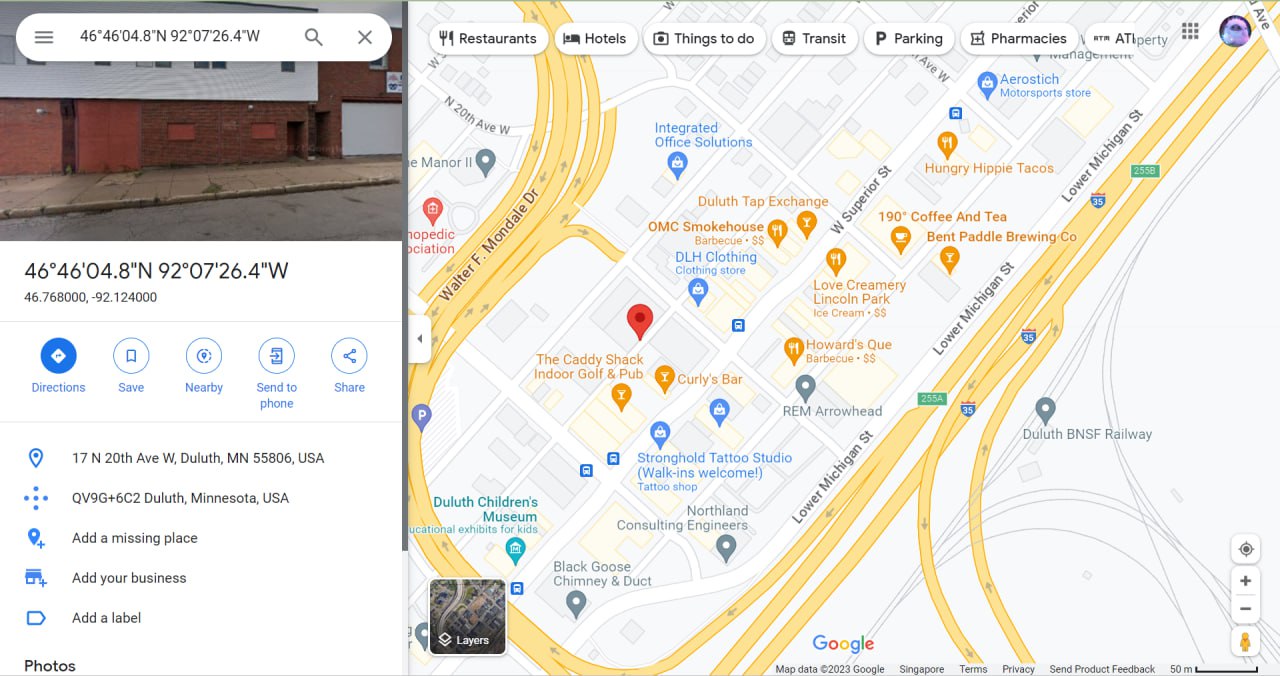 46°46'04.8"N 92°07'26.4"W
46°46'04.8"N 92°07'26.4"W
46.768000, -92.124000
Directions
Save
Nearby
Send to
phone
Share
17 N 20th Ave W, Duluth, MN 55806, USA
QV9G+6C2 Duluth, Minnesota, USA
Add a missing place
Add your business
Add a label
Photos
Restaurants
Hotels
Things to do
Transit
Parking
Pharmacies
ATM
Property
Management
Aerostich
Motorsports store
N 20th Ave W
Integrated
Office Solutions
e Manor II
Hungry Hippie Tacos
Lower Michigan St
255B
35
Duluth Tap Exchange
OMC Smokehouse
Barbecue • $$
W Superior St
190° Coffee And Tea
Bent Paddle Brewing Co
nopedic
ociation
Walter F. Mondale Dr
DLH Clothing
Clothing store
Love Creamery
Lincoln Park
Ice Cream • $$
Lower Michigan St
35
Howard's Que
Barbecue • $$
The Caddy Shack
Indoor Golf & Pub
Curly's Bar
REM Arrowhead
255A
35
P
Duluth BNSF Railway
Stronghold Tattoo Studio
(Walk-ins welcome!)
Tattoo shop
Lower Michigan St
Duluth Children's
Museum
ucational exhibits for kids
Northland
Consulting Engineers
Black Goose
Chimney & Duct
Layers
Google
Map data ©2023 Google
Singapore
Terms
Privacy
Send Product Feedback
50 m